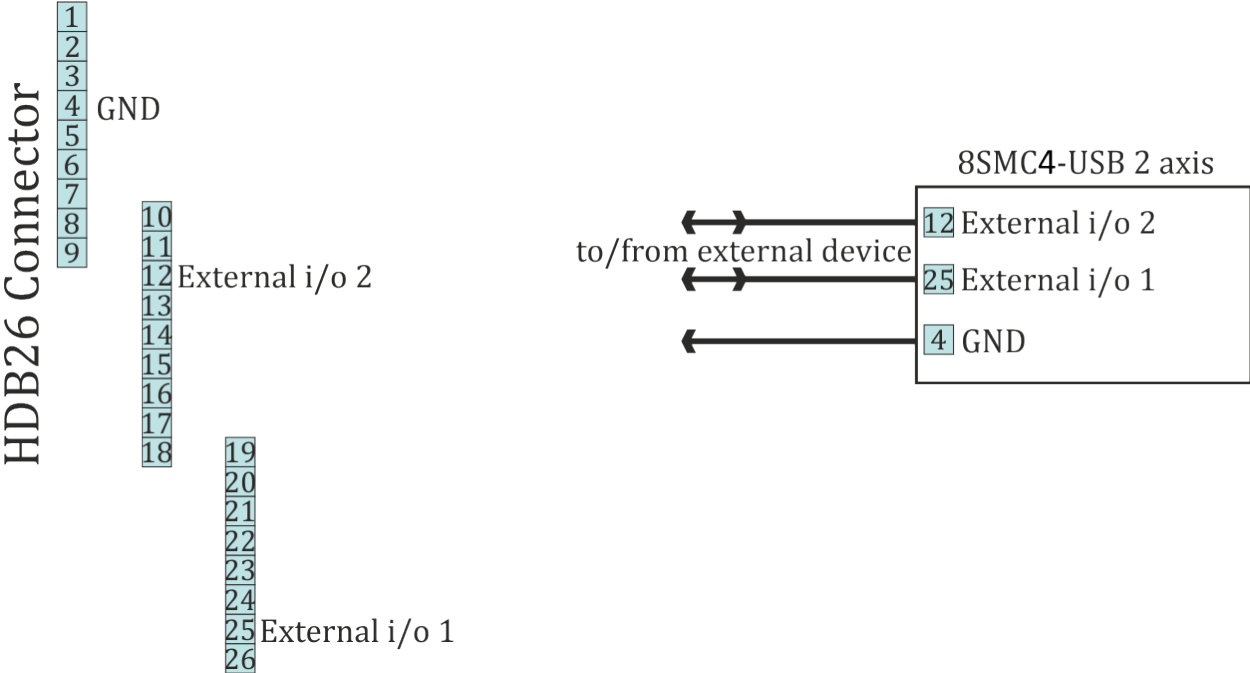 HDB26 Connector
1
2
3
4 GND
5
6
7
8
9
10
11
12 External i/o 2
13
14
15
16
17
18
19
20
21
22
23
24
25 External i/o 1
26
8SMC4-USB 2 axis
12 External i/o 2
to/from external device
25 External i/o 1
4 GND